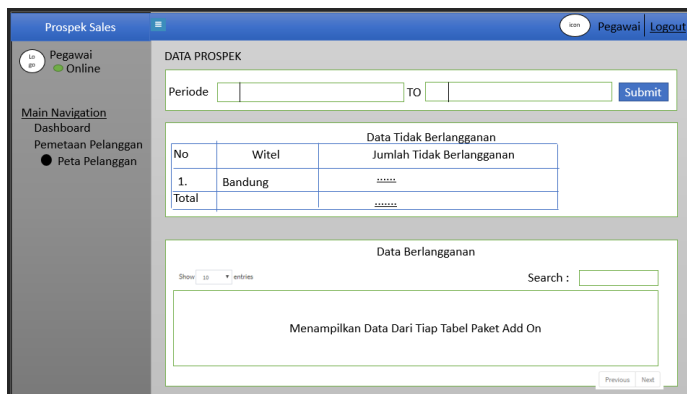 Prospek Sales
icon
Pegawai
Logout
Lo
go
Pegawai
Online
Main Navigation
Dashboard
Pemetaan Pelanggan
Peta Pelanggan
DATA PROSPEK
Periode
TO
Submit
Data Tidak Berlangganan
No Witel Jumlah Tidak Berlangganan
1. Bandung ......
Total .......
Data Berlangganan
Show 10 entries
Search :
Menampilkan Data Dari Tiap Tabel Paket Add On
Previous Next